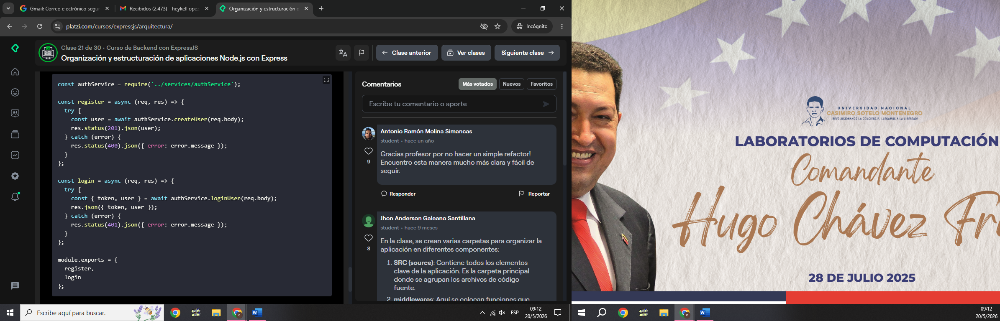 Gmail: Correo electrónico segur
Recibidos (2.473) - heykelllopez
Organización y estructuración d
platzi.com/cursos/expressjs/arquitectura/
Incógnito
Clase 21 de 30 • Curso de Backend con ExpressJS
Organización y estructuración de aplicaciones Node.js con Express
Clase anterior
Ver clases
Siguiente clase
const authService = require('../services/authService');
const register = async (req, res) => {
try {
const user = await authService.createUser(req.body);
res.status(201).json(user);
} catch (error) {
res.status(400).json({ error: error.message });
}
};
const login = async (req, res) => {
try {
const { token, user } = await authService.loginUser(req.body);
res.json({ token, user });
} catch (error) {
res.status(401).json({ error: error.message });
}
};
module.exports = {
register,
login
};
Comentarios
Más votados
Nuevos
Favoritos
Escribe tu comentario o aporte
Antonio Ramón Molina Simancas
student • hace un año
Gracias profesor por no hacer un simple refactor!
Encuentro esta manera mucho más clara y fácil de
seguir.
9
Responder
Reportar
Jhon Anderson Galeano Santillana
student • hace 9 meses
En la clase, se crean varias carpetas para organizar la
aplicación en diferentes componentes:
8
1. SRC (source): Contiene todos los elementos
clave de la aplicación. Es la carpeta principal
donde se agrupan los archivos de código
fuente.
2. middlewares: Aquí se colocan funciones que
Escribe aquí para buscar.
ESP
09:12
20/5/2026
UNIVERSIDAD NACIONAL
CASIMIRO SOTELO MONTENEGRO
¡REVOLUCIONANDO LA CONCIENCIA, LLEGAMOS A LA LIBERTAD!
LABORATORIOS DE COMPUTACIÓN
Comandante
Hugo Chávez Fr
28 DE JULIO 2025
09:12
20/5/2026